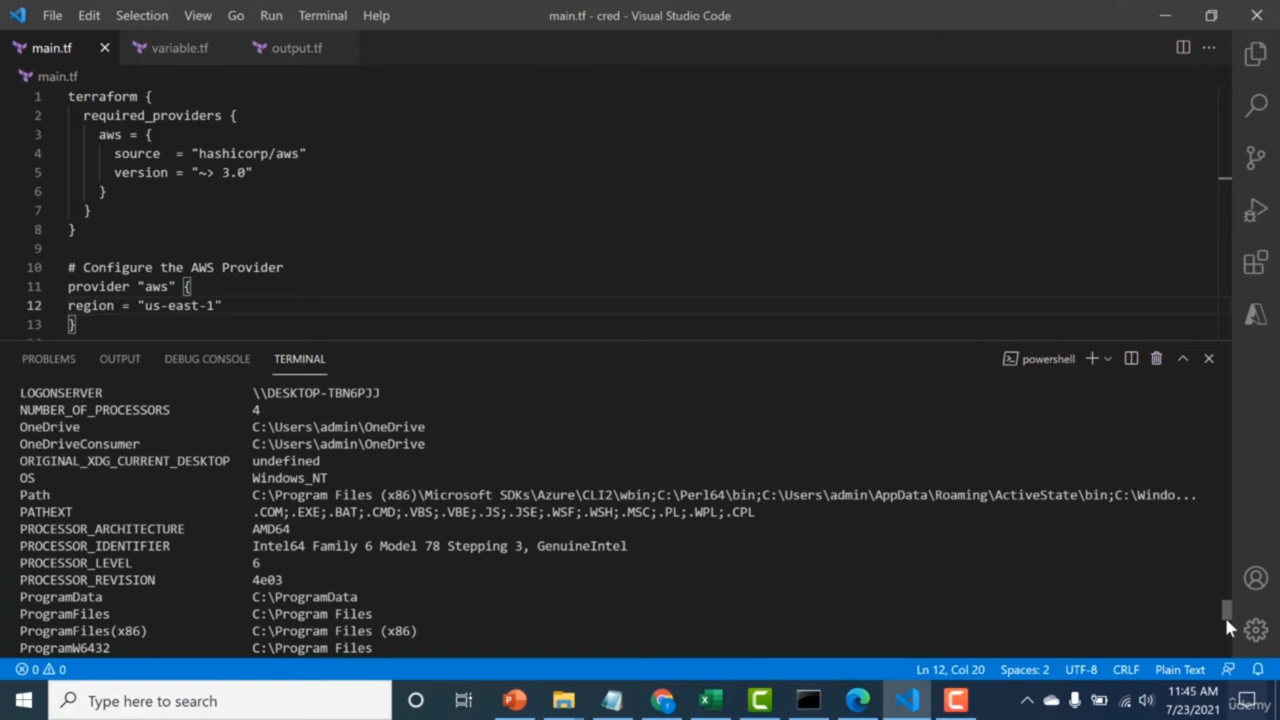 File Edit Selection View Go Run Terminal Help main.tf - cred - Visual Studio Code
main.tf variable.tf output.tf
main.tf
1 terraform {
2 required_providers {
3 aws = {
4 source = "hashicorp/aws"
5 version = "~> 3.0"
6 }
7 }
8 }
9
10 # Configure the AWS Provider
11 provider "aws" {
12 region = "us-east-1"
13 }
PROBLEMS OUTPUT DEBUG CONSOLE TERMINAL powershell
LOGONSERVER \\DESKTOP-TBN6PJJ
NUMBER_OF_PROCESSORS 4
OneDrive C:\Users\admin\OneDrive
OneDriveConsumer C:\Users\admin\OneDrive
ORIGINAL_XDG_CURRENT_DESKTOP undefined
OS Windows_NT
Path C:\Program Files (x86)\Microsoft SDKs\Azure\CLI2\wbin;C:\Perl64\bin;C:\Users\admin\AppData\Roaming\ActiveState\bin;C:\Windo...
PATHEXT .COM;.EXE;.BAT;.CMD;.VBS;.VBE;.JS;.JSE;.WSF;.WSH;.MSC;.PL;.WPL;.CPL
PROCESSOR_ARCHITECTURE AMD64
PROCESSOR_IDENTIFIER Intel64 Family 6 Model 78 Stepping 3, GenuineIntel
PROCESSOR_LEVEL 6
PROCESSOR_REVISION 4e03
ProgramData C:\ProgramData
ProgramFiles C:\Program Files
ProgramFiles(x86) C:\Program Files (x86)
ProgramW6432 C:\Program Files
0 0 Ln 12, Col 20 Spaces: 2 UTF-8 CRLF Plain Text
Type here to search 11:45 AM
7/23/2021
udemy